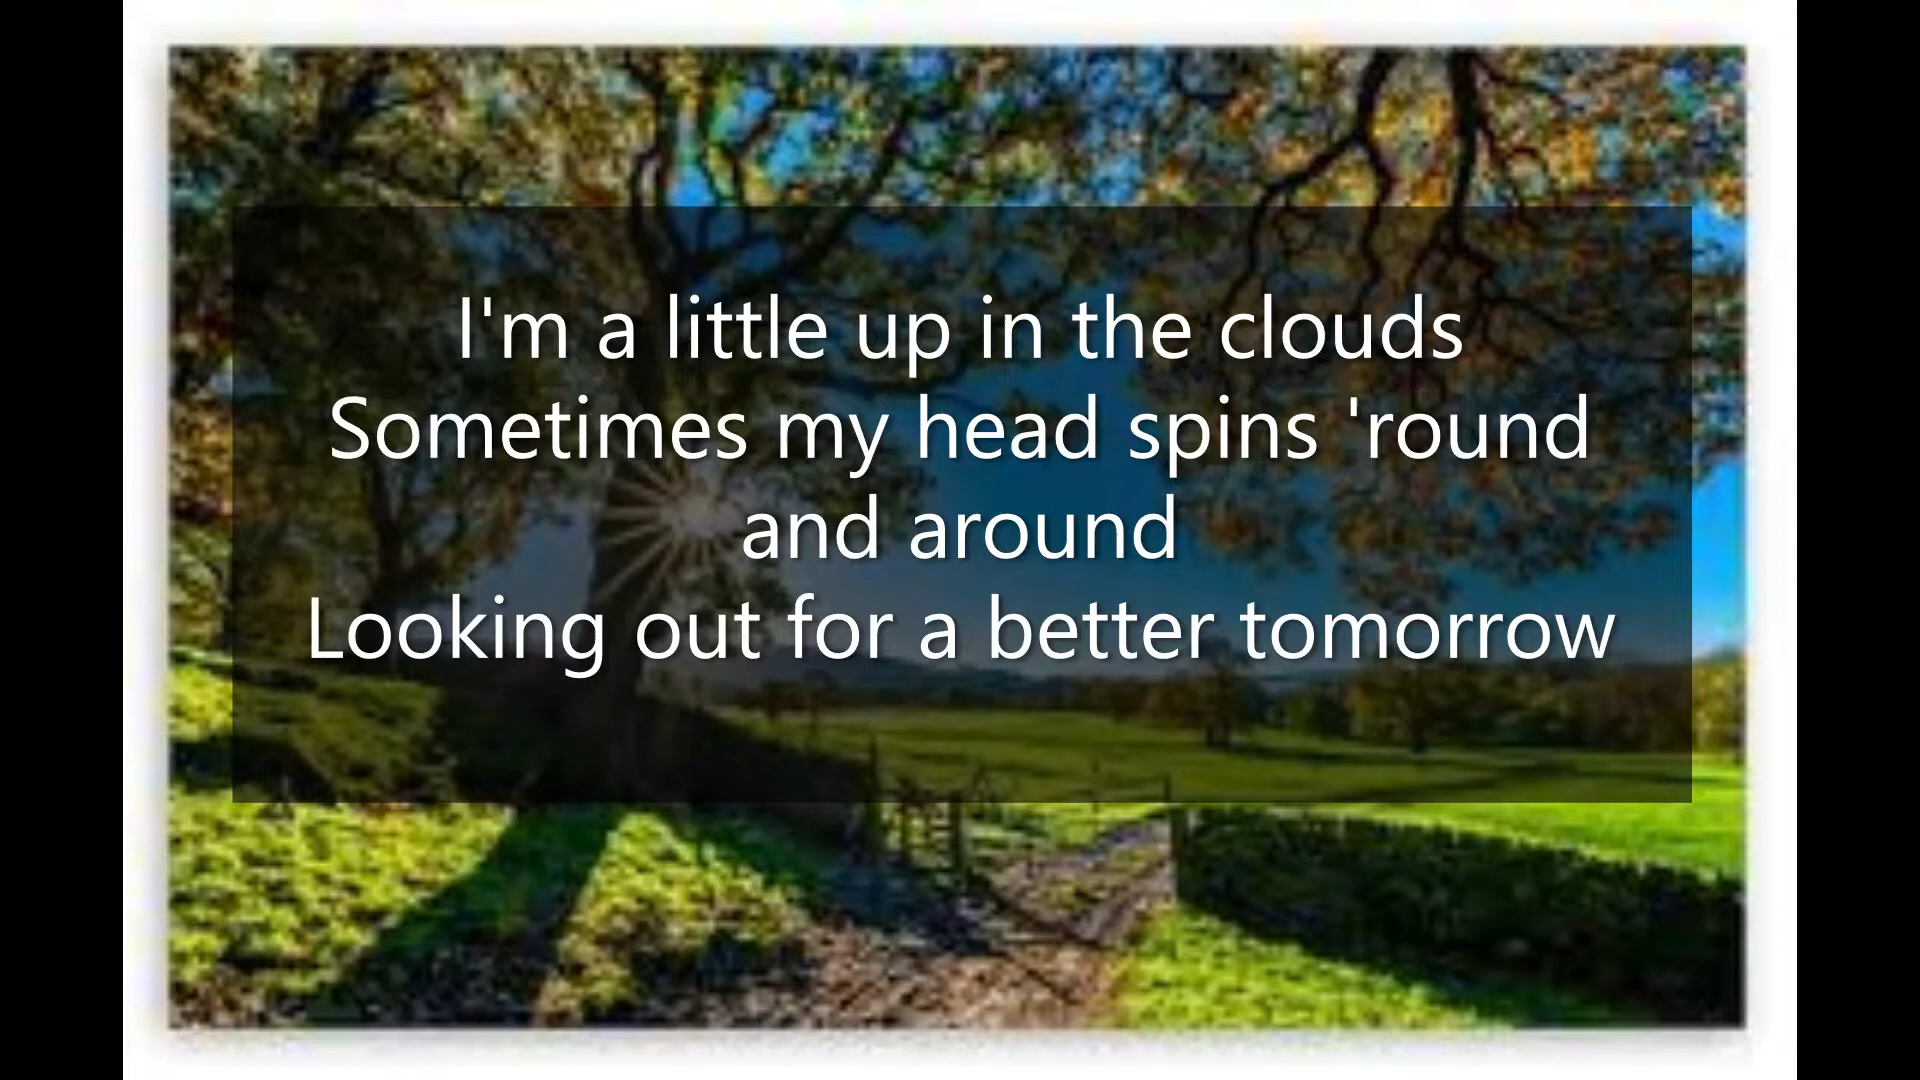 I'm a little up in the clouds
Sometimes my head spins 'round
and around
Looking out for a better tomorrow